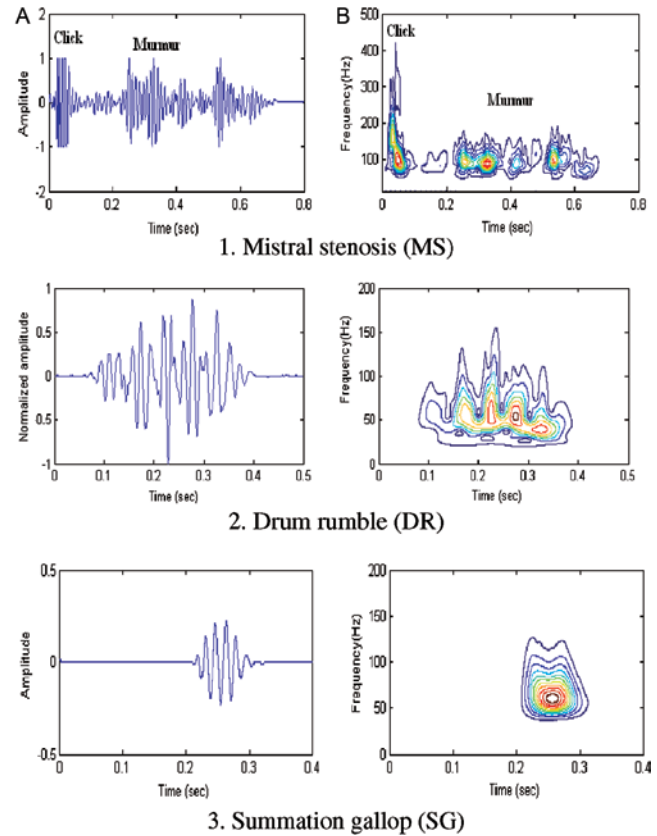 A B
Click Murmur
Amplitude
2
1
0
-1
-2
0 0.2 0.4 0.6 0.8
Time (sec)
Click
Murmur
Frequency(Hz)
500
400
300
200
100
0 0.2 0.4 0.6 0.8
Time (sec)
1. Mistral stenosis (MS)
Normalized amplitude
1
0.5
0
0.5
-1
0 0.1 0.2 0.3 0.4 0.5
Time (sec)
Frequency(Hz)
200
150
100
50
0
0 0.1 0.2 0.3 0.4 0.5
Time (sec)
2. Drum rumble (DR)
Amplitude
0.5
0
-0.5
0 0.1 0.2 0.3 0.4
Time (sec)
Frequency(Hz)
200
150
100
50
0
0 0.1 0.2 0.3 0.4
Time (sec)
3. Summation gallop (SG)